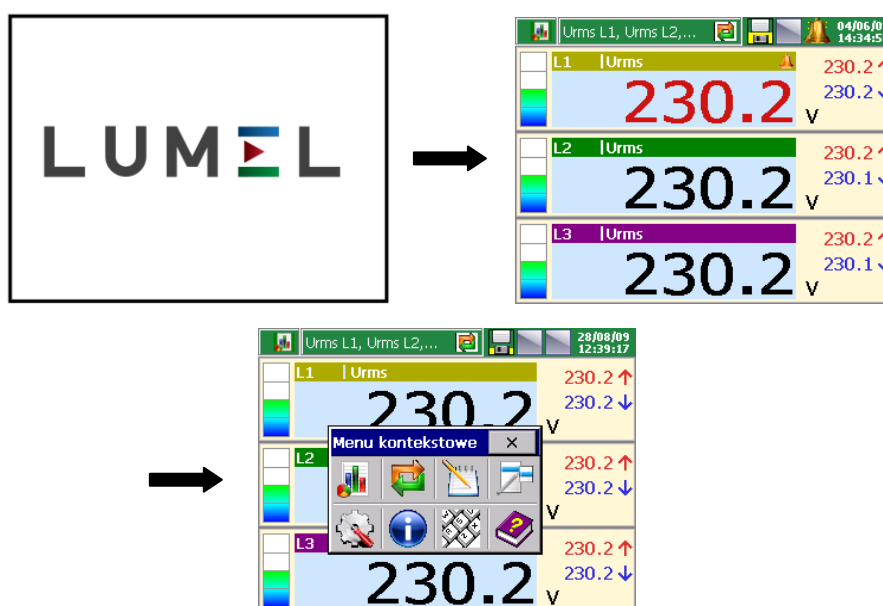 LUMEL
Urms L1, Urms L2,...
04/06/0
14:34:5
L1 |Urms
230.2
V
230.2
230.2
L2 |Urms
230.2
V
230.2
230.1
L3 |Urms
230.2
V
230.2
230.1
Urms L1, Urms L2,...
28/08/09
12:39:17
L1 |Urms
230.2
V
230.2
230.2
Menu kontekstowe
L2
V
230.2
230.2
L3
230.2
V
230.2
230.2